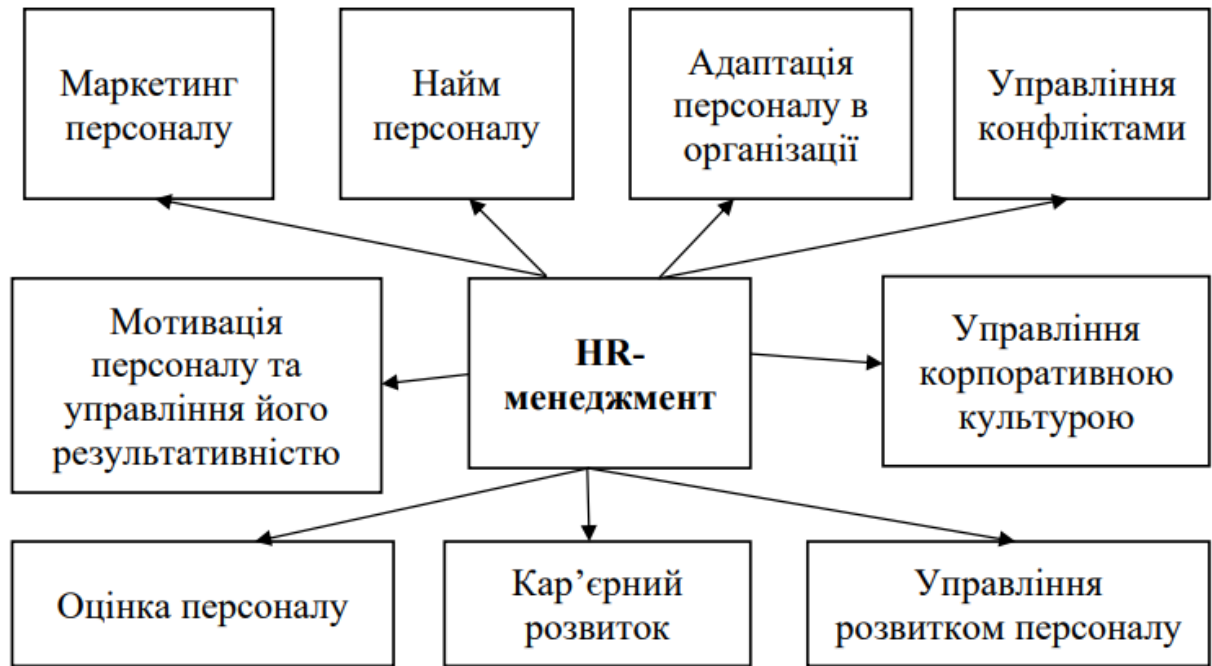 Маркетинг
персоналу
Найм
персоналу
Адаптація
персоналу в
організації
Управління
конфліктами
Мотивація
персоналу та
управління його
результативністю
HR-
менеджмент
Управління
корпоративною
культурою
Оцінка персоналу
Кар’єрний
розвиток
Управління
розвитком персоналу